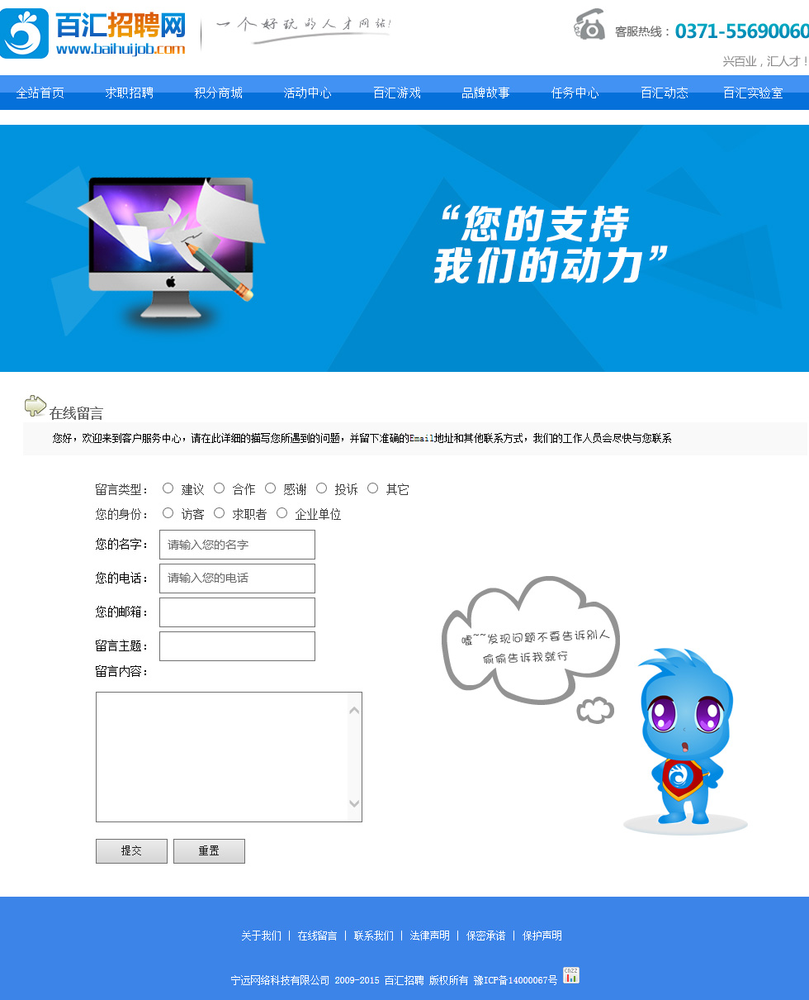 百汇招聘网
www.baihuijob.com
一个好玩的人才网站!
客服热线：0371-55690060
兴百业，汇人才！
全站首页 求职招聘 积分商城 活动中心 百汇游戏 品牌故事 任务中心 百汇动态 百汇实验室
“您的支持
我们的动力”
在线留言
您好，欢迎来到客户服务中心，请在此详细的描写您所遇到的问题，并留下准确的Email地址和其他联系方式，我们的工作人员会尽快与您联系
留言类型： 建议 合作 感谢 投诉 其它
您的身份： 访客 求职者 企业单位
您的名字： 请输入您的名字
您的电话： 请输入您的电话
您的邮箱：
留言主题：
留言内容：
嘘~~发现问题不要告诉别人
偷偷告诉我就行
提交 重置
关于我们 | 在线留言 | 联系我们 | 法律声明 | 保密承诺 | 保护声明
宁远网络科技有限公司 2009-2015 百汇招聘 版权所有 豫ICP备14000067号 CNZZ